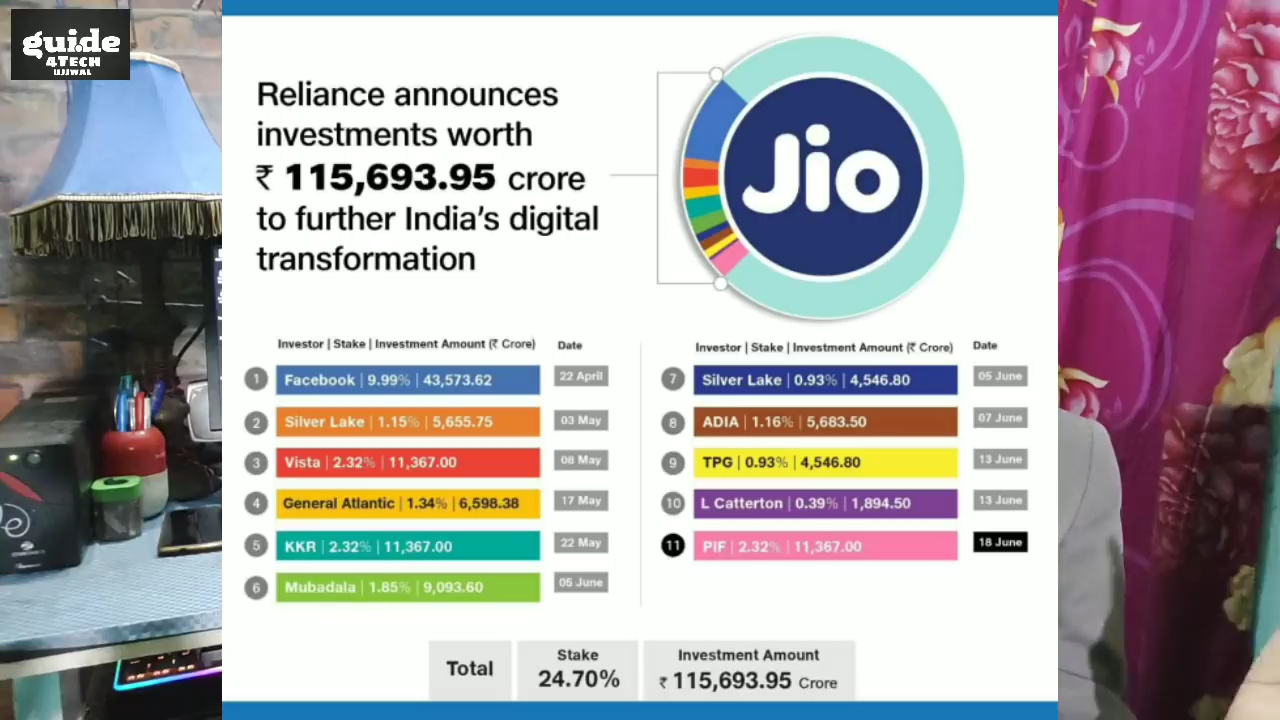 guide
4TECH
UJJWAL
Reliance announces
investments worth
₹ 115,693.95 crore
to further India's digital
transformation
Jio
Investor | Stake | Investment Amount (₹ Crore) Date
1 Facebook | 9.99% | 43,573.62 22 April
2 Silver Lake | 1.15% | 5,655.75 03 May
3 Vista | 2.32% | 11,367.00 08 May
4 General Atlantic | 1.34% | 6,598.38 17 May
5 KKR | 2.32% | 11,367.00 22 May
6 Mubadala | 1.85% | 9,093.60 05 June
Investor | Stake | Investment Amount (₹ Crore) Date
7 Silver Lake | 0.93% | 4,546.80 05 June
8 ADIA | 1.16% | 5,683.50 07 June
9 TPG | 0.93% | 4,546.80 13 June
10 L Catterton | 0.39% | 1,894.50 13 June
11 PIF | 2.32% | 11,367.00 18 June
Total
Stake
24.70%
Investment Amount
₹ 115,693.95 Crore